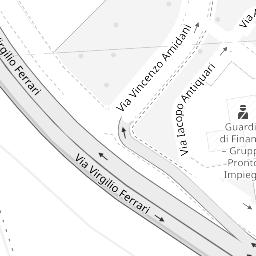 Virgilio Ferrari
Via Vincenzo Amidani
Via Iacopo Antiquari
Via
Via Virgilio Ferrari
Guardi
di Finan
– Grupp
Pronto
Impieg